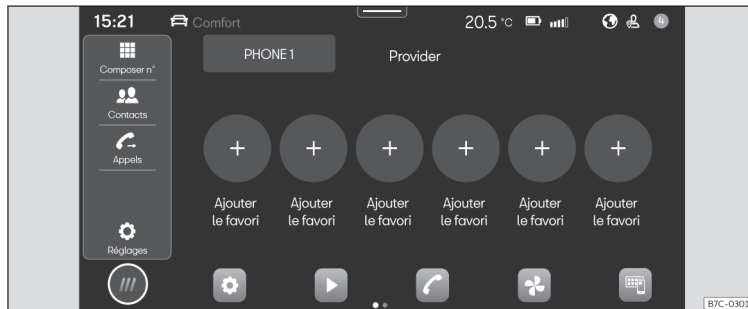 15:21 Comfort 20.5 °C 4
PHONE 1 Provider
Composer n°
Contacts
Appels
Réglages
Ajouter Ajouter Ajouter Ajouter Ajouter Ajouter
le favori le favori le favori le favori le favori le favori
B7C-0301